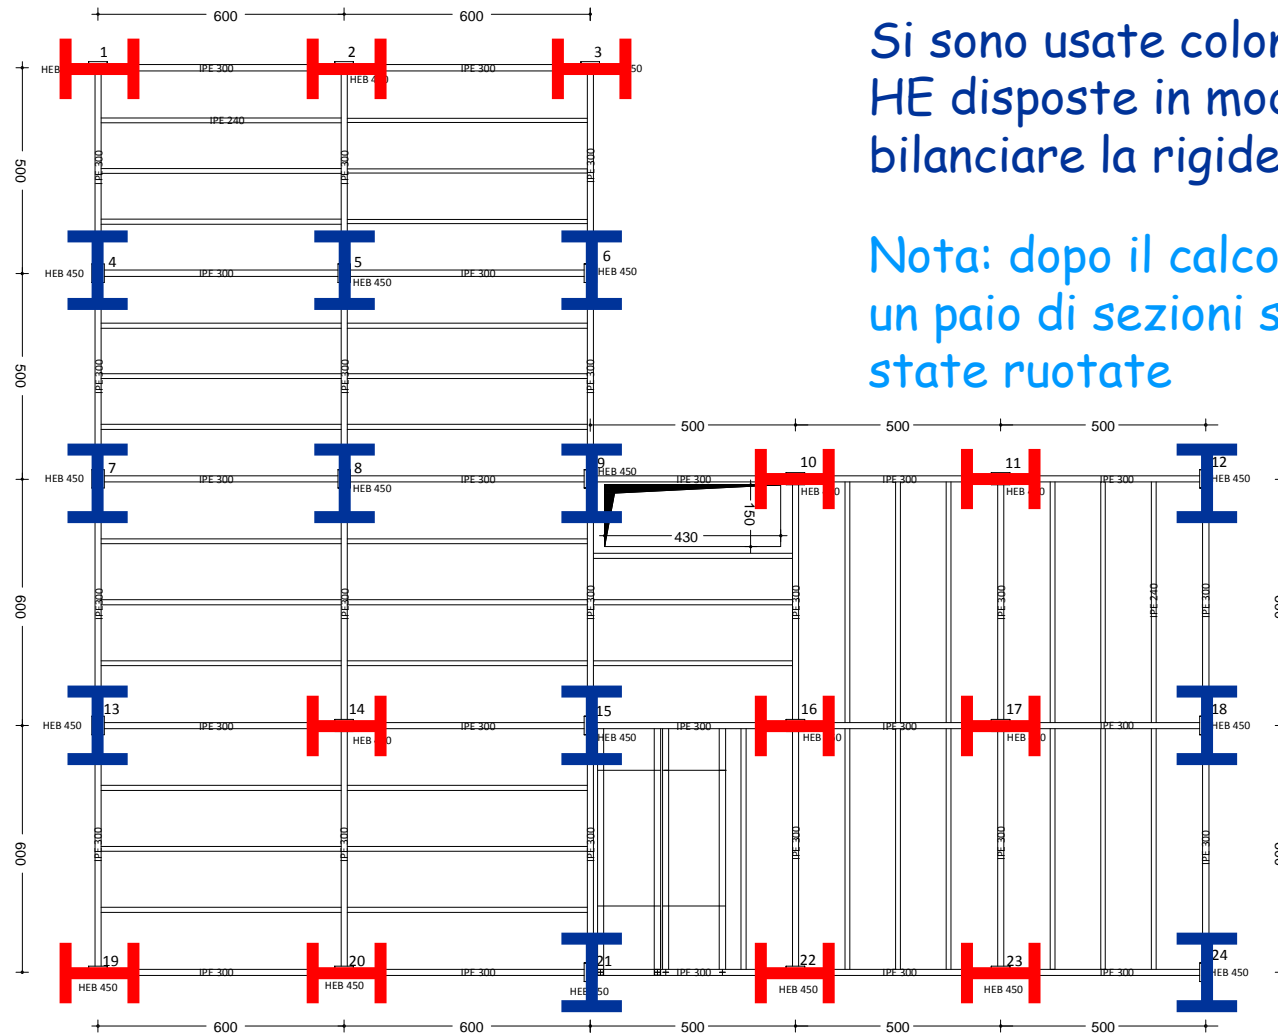 Si sono usate colon
HE disposte in mod
bilanciare la rigide
Nota: dopo il calco
un paio di sezioni s
state ruotate
600 600
1 2 3
HEB IPE 300 HEB 4 0 IPE 300 50
IPE 240
500
IPE 300 IPE 300 IPE 300
4 5 6
HEB 450 IPE 300 HEB 450 IPE 300 HEB 450
500
IPE 300 IPE 300 IPE 300
500 500 500
7 8 9 10 11 12
HEB 450 IPE 300 HEB 450 IPE 300 HEB 450 IPE 300 HEB 0 IPE 300 HEB 0 IPE 300 HEB 450
150
430
600
IPE 300 IPE 300 IPE 300 IPE 300 IPE 300 IPE 240 IPE 300
13 14 15 16 17 18
HEB 450 IPE 300 HEB 0 IPE 300 HEB 450 IPE 300 HEB 0 IPE 300 HEB 0 IPE 300 HEB 450
600
IPE 300 IPE 300 IPE 300 IPE 300 IPE 300 IPE 300
19 20 21 22 23 24
HEB 450 IPE 300 HEB 450 IPE 300 HEB 50 IPE 300 HEB 450 IPE 300 HEB 450 IPE 300 HEB 450
600 600 500 500 500